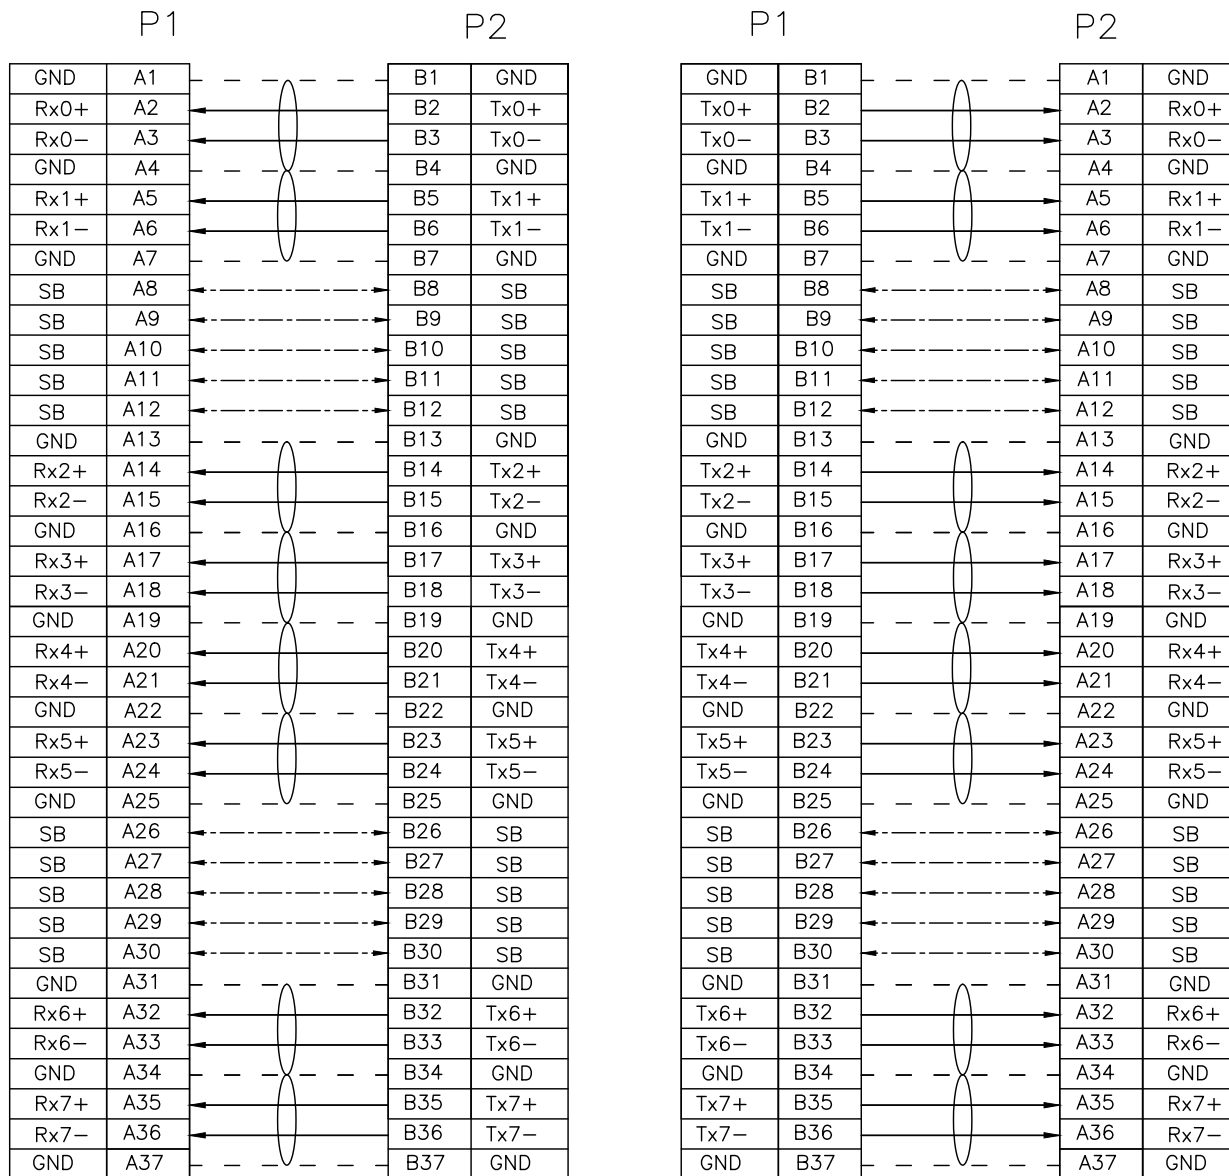 P1 P2 P1 P2
GND A1 B1 GND GND B1 A1 GND
Rx0+ A2 B2 Tx0+ Tx0+ B2 A2 Rx0+
Rx0− A3 B3 Tx0− Tx0− B3 A3 Rx0−
GND A4 B4 GND GND B4 A4 GND
Rx1+ A5 B5 Tx1+ Tx1+ B5 A5 Rx1+
Rx1− A6 B6 Tx1− Tx1− B6 A6 Rx1−
GND A7 B7 GND GND B7 A7 GND
SB A8 B8 SB SB B8 A8 SB
SB A9 B9 SB SB B9 A9 SB
SB A10 B10 SB SB B10 A10 SB
SB A11 B11 SB SB B11 A11 SB
SB A12 B12 SB SB B12 A12 SB
GND A13 B13 GND GND B13 A13 GND
Rx2+ A14 B14 Tx2+ Tx2+ B14 A14 Rx2+
Rx2− A15 B15 Tx2− Tx2− B15 A15 Rx2−
GND A16 B16 GND GND B16 A16 GND
Rx3+ A17 B17 Tx3+ Tx3+ B17 A17 Rx3+
Rx3− A18 B18 Tx3− Tx3− B18 A18 Rx3−
GND A19 B19 GND GND B19 A19 GND
Rx4+ A20 B20 Tx4+ Tx4+ B20 A20 Rx4+
Rx4− A21 B21 Tx4− Tx4− B21 A21 Rx4−
GND A22 B22 GND GND B22 A22 GND
Rx5+ A23 B23 Tx5+ Tx5+ B23 A23 Rx5+
Rx5− A24 B24 Tx5− Tx5− B24 A24 Rx5−
GND A25 B25 GND GND B25 A25 GND
SB A26 B26 SB SB B26 A26 SB
SB A27 B27 SB SB B27 A27 SB
SB A28 B28 SB SB B28 A28 SB
SB A29 B29 SB SB B29 A29 SB
SB A30 B30 SB SB B30 A30 SB
GND A31 B31 GND GND B31 A31 GND
Rx6+ A32 B32 Tx6+ Tx6+ B32 A32 Rx6+
Rx6− A33 B33 Tx6− Tx6− B33 A33 Rx6−
GND A34 B34 GND GND B34 A34 GND
Rx7+ A35 B35 Tx7+ Tx7+ B35 A35 Rx7+
Rx7− A36 B36 Tx7− Tx7− B36 A36 Rx7−
GND A37 B37 GND GND B37 A37 GND